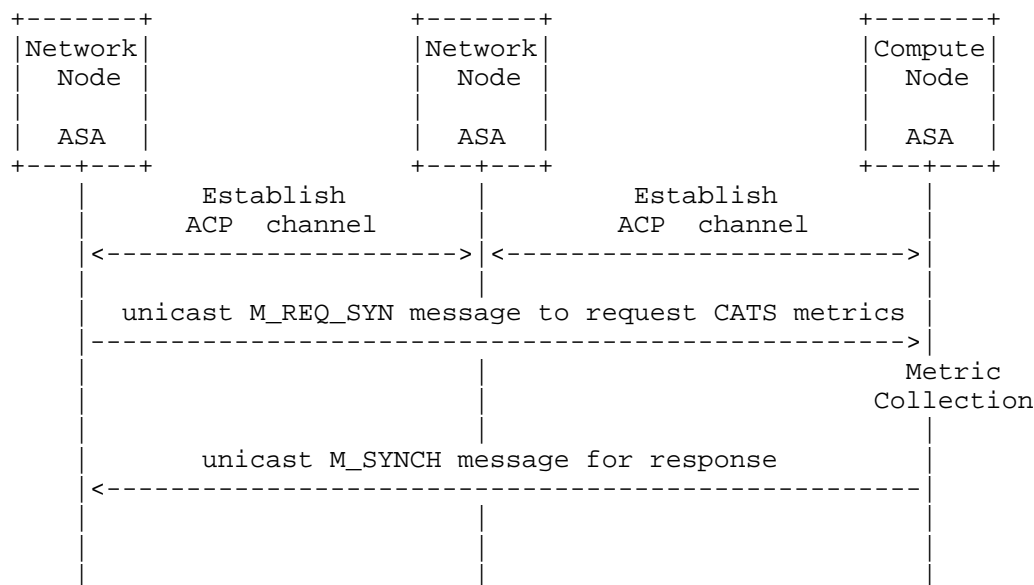 Network Network Compute
Node Node Node
ASA ASA ASA
Establish Establish
ACP channel ACP channel
unicast M_REQ_SYN message to request CATS metrics
Metric
Collection
unicast M_SYNCH message for response